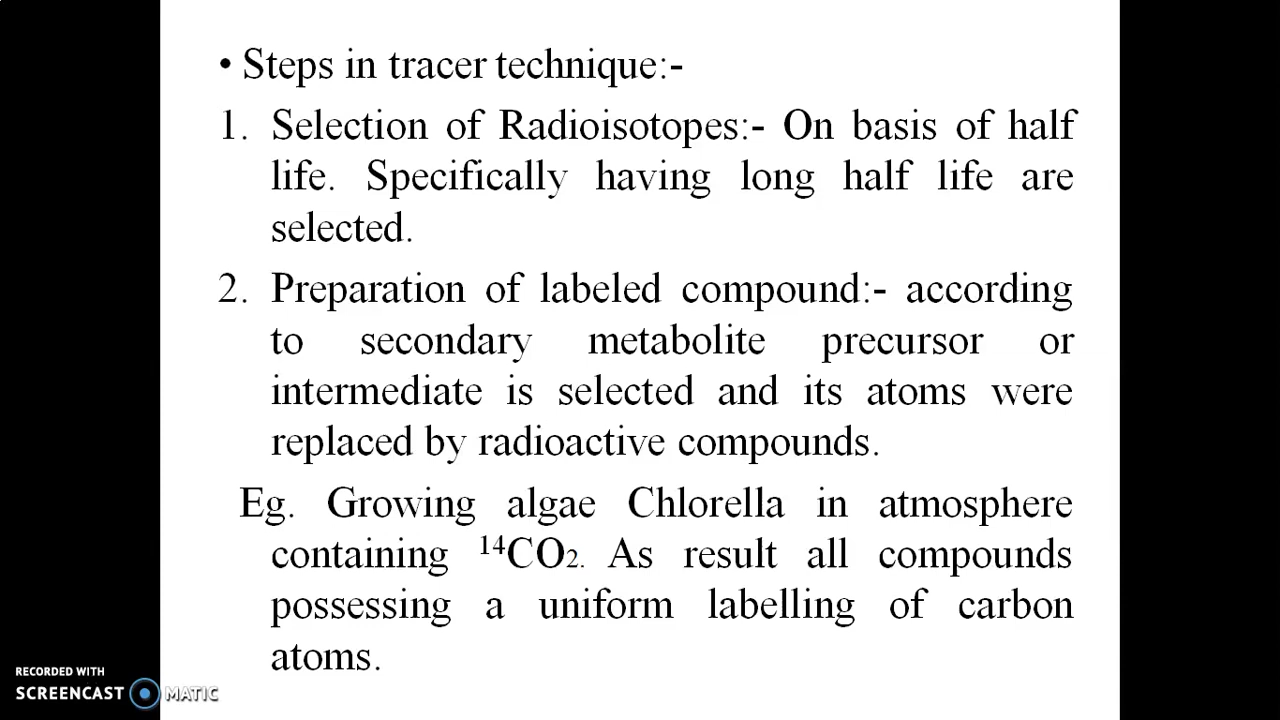 • Steps in tracer technique:-
1. Selection of Radioisotopes:- On basis of half
life. Specifically having long half life are
selected.
2. Preparation of labeled compound:- according
to secondary metabolite precursor or
intermediate is selected and its atoms were
replaced by radioactive compounds.
Eg. Growing algae Chlorella in atmosphere
containing ¹⁴CO₂. As result all compounds
possessing a uniform labelling of carbon
atoms.
RECORDED WITH
SCREENCAST MATIC